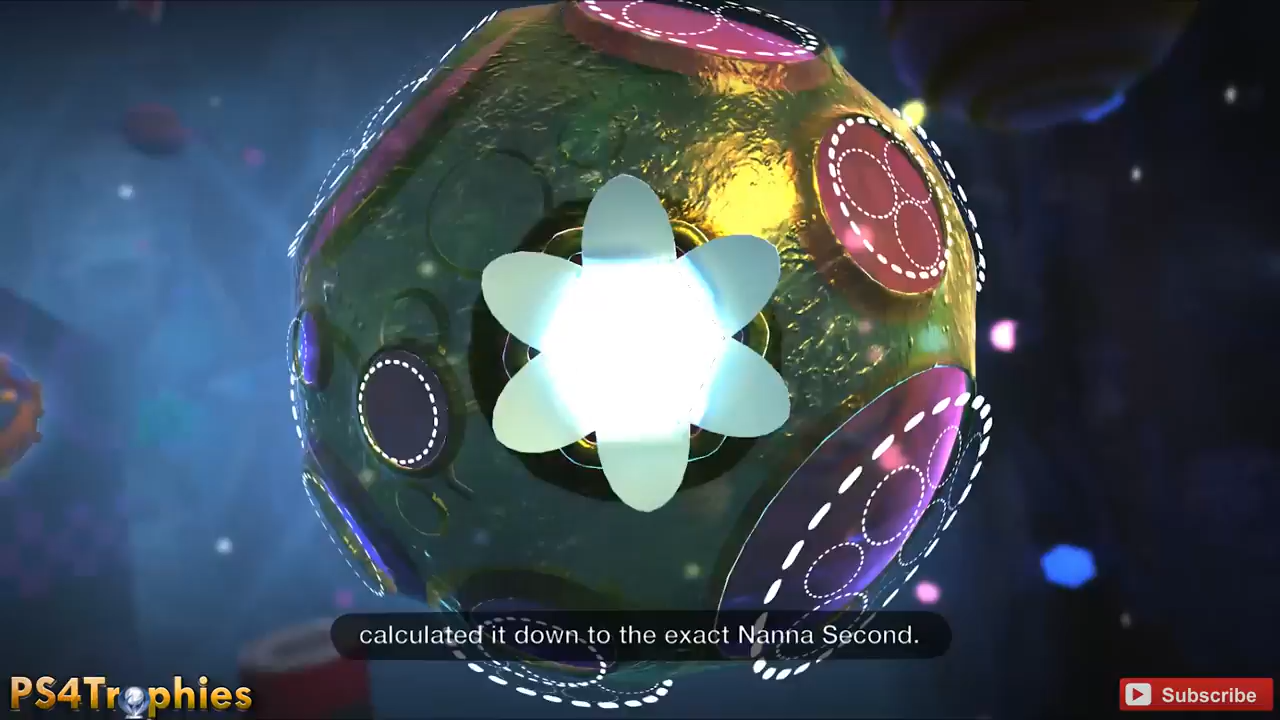 calculated it down to the exact Nanna Second.
PS4Trophies
Subscribe